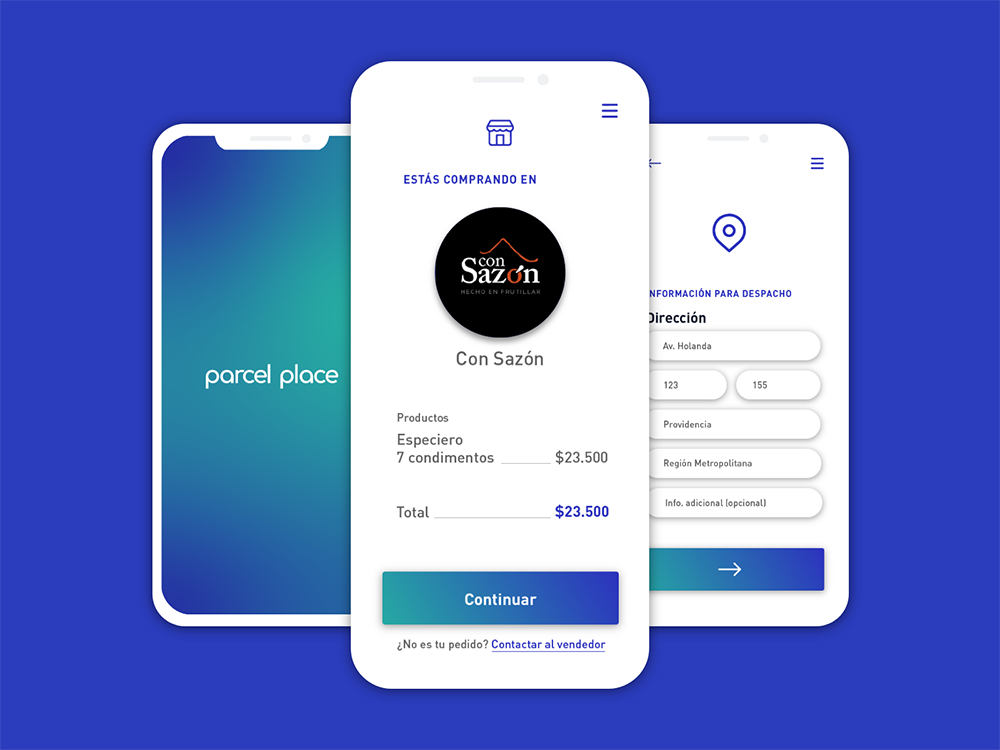 parcel place
ESTÁS COMPRANDO EN
con
Sazón
HECHO EN FRUTILLAR
Con Sazón
Productos
Especiero
7 condimentos $23.500
Total $23.500
Continuar
¿No es tu pedido? Contactar al vendedor
NFORMACIÓN PARA DESPACHO
Dirección
Av. Holanda
123 155
Providencia
Región Metropolitana
Info. adicional (opcional)